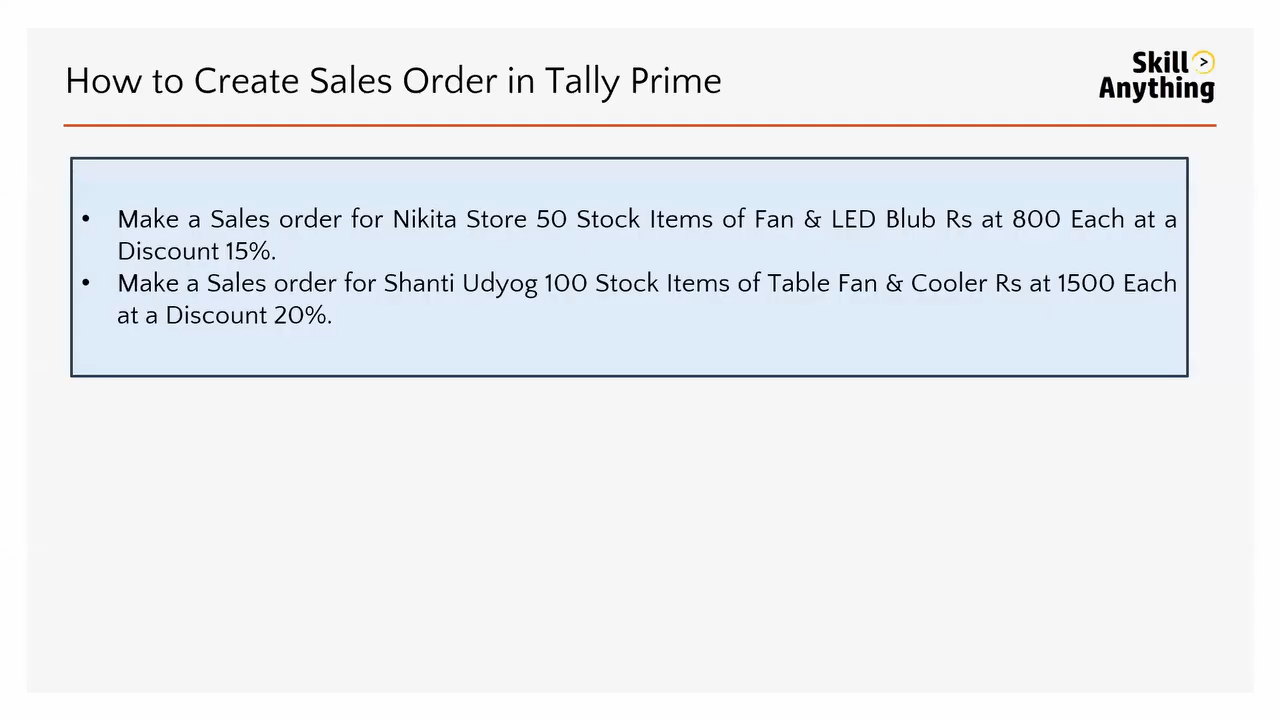 How to Create Sales Order in Tally Prime
Skill
Anything
• Make a Sales order for Nikita Store 50 Stock Items of Fan & LED Blub Rs at 800 Each at a
Discount 15%.
• Make a Sales order for Shanti Udyog 100 Stock Items of Table Fan & Cooler Rs at 1500 Each
at a Discount 20%.